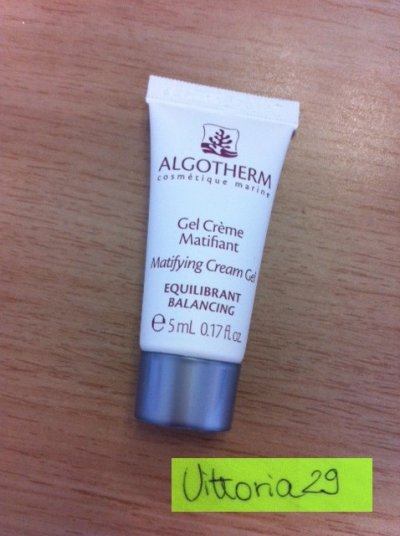 ALGOTHERM
cosmétique marine
Gel Crème
Matifiant
Matifying Cream Gel
EQUILIBRANT
BALANCING
e 5 mL 0.17 fl. oz.
Vittoria29